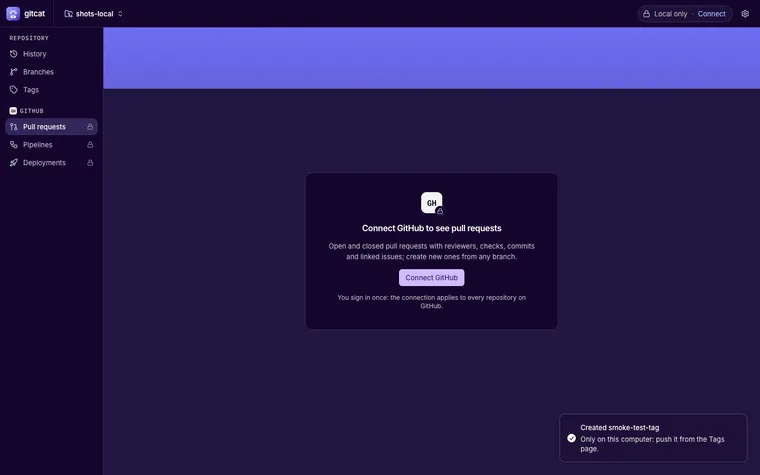 gitcat
shots-local
Local only · Connect
REPOSITORY
History
Branches
Tags
GH GITHUB
Pull requests
Pipelines
Deployments
GH
Connect GitHub to see pull requests
Open and closed pull requests with reviewers, checks, commits
and linked issues; create new ones from any branch.
Connect GitHub
You sign in once: the connection applies to every repository on
GitHub.
Created smoke-test-tag
Only on this computer: push it from the Tags
page.